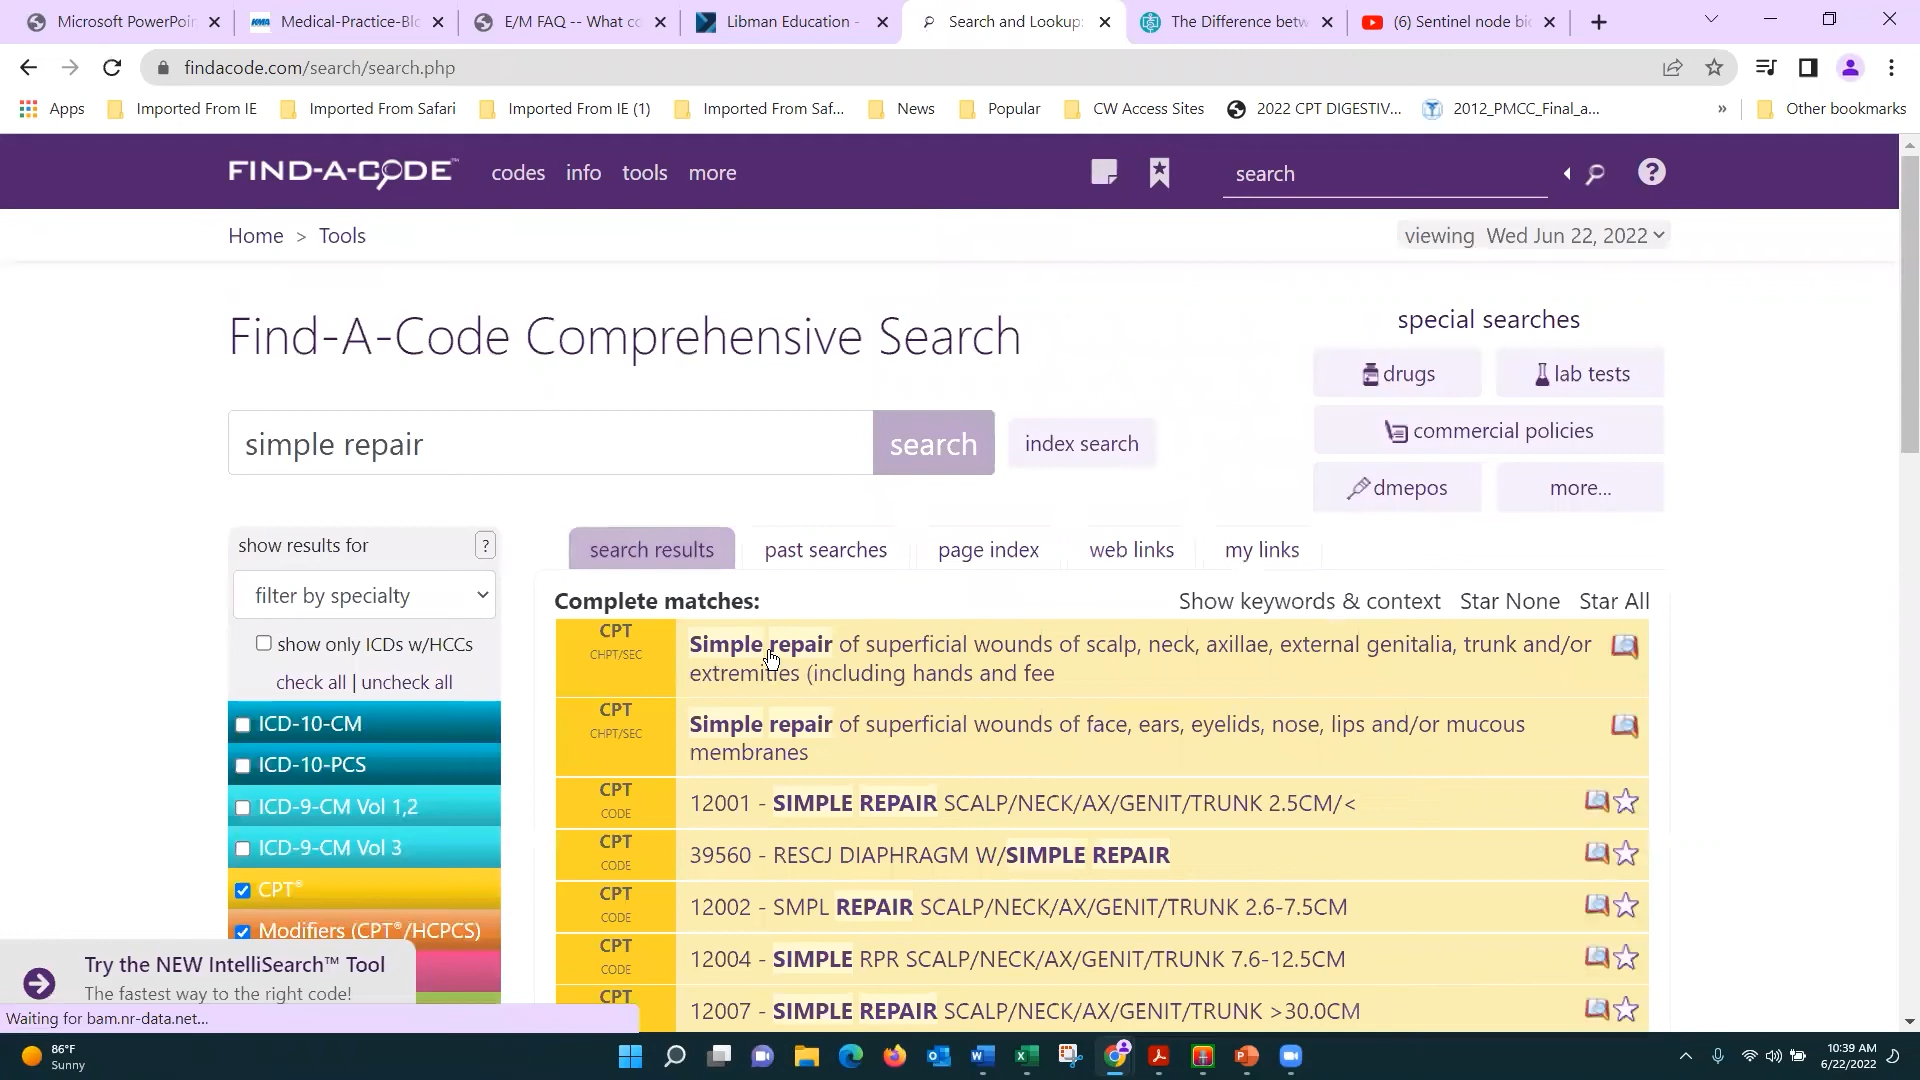 Microsoft PowerPoin
Medical-Practice-Blo
E/M FAQ -- What co
Libman Education -
Search and Lookup:
The Difference betw
(6) Sentinel node bio
findacode.com/search/search.php
Apps
Imported From IE
Imported From Safari
Imported From IE (1)
Imported From Saf...
News
Popular
CW Access Sites
2022 CPT DIGESTIV...
2012_PMCC_Final_a...
»
Other bookmarks
FIND-A-CODE™
codes
info
tools
more
search
?
Home > Tools
viewing Wed Jun 22, 2022
Find-A-Code Comprehensive Search
special searches
drugs
lab tests
simple repair
search
index search
commercial policies
dmepos
more...
show results for
?
search results
past searches
page index
web links
my links
filter by specialty
show only ICDs w/HCCs
check all | uncheck all
ICD-10-CM
ICD-10-PCS
ICD-9-CM Vol 1,2
ICD-9-CM Vol 3
CPT®
Modifiers (CPT®/HCPCS)
Complete matches:
Show keywords & context
Star None
Star All
CPT
CHPT/SEC
Simple repair of superficial wounds of scalp, neck, axillae, external genitalia, trunk and/or
extremities (including hands and fee
CPT
CHPT/SEC
Simple repair of superficial wounds of face, ears, eyelids, nose, lips and/or mucous
membranes
CPT
CODE
12001 - SIMPLE REPAIR SCALP/NECK/AX/GENIT/TRUNK 2.5CM/<
CPT
CODE
39560 - RESCJ DIAPHRAGM W/SIMPLE REPAIR
CPT
CODE
12002 - SMPL REPAIR SCALP/NECK/AX/GENIT/TRUNK 2.6-7.5CM
CPT
CODE
12004 - SIMPLE RPR SCALP/NECK/AX/GENIT/TRUNK 7.6-12.5CM
CPT
12007 - SIMPLE REPAIR SCALP/NECK/AX/GENIT/TRUNK >30.0CM
Try the NEW IntelliSearch™ Tool
The fastest way to the right code!
Waiting for bam.nr-data.net...
86°F
Sunny
10:39 AM
6/22/2022